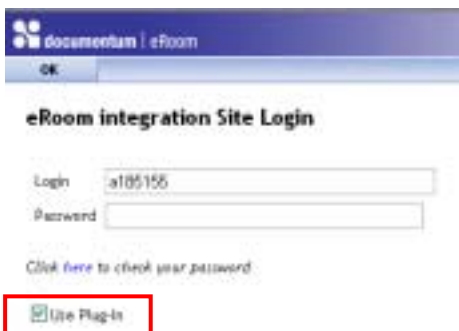 documentum | eRoom
OK
eRoom integration Site Login
Login a185155
Password
Click here to check your password
Use Plug-In